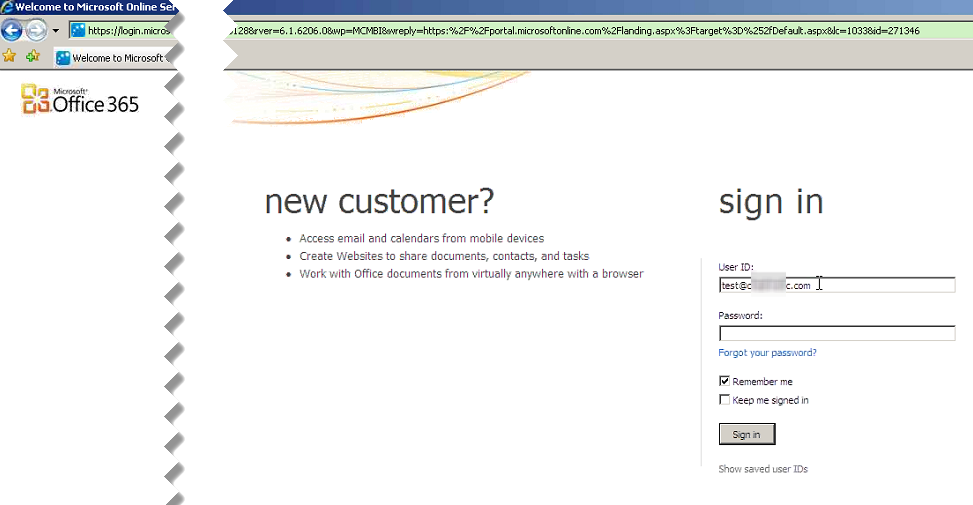 Welcome to Microsoft Online Ser
https://login.micros
128&rver=6.1.6206.0&wp=MCMBI&wreply=https:%2F%2Fportal.microsoftonline.com%2Flanding.aspx%3Ftarget%3D%252fDefault.aspx&lc=1033&id=271346
Welcome to Microsoft
Microsoft®
Office 365
new customer?
• Access email and calendars from mobile devices
• Create Websites to share documents, contacts, and tasks
• Work with Office documents from virtually anywhere with a browser
sign in
User ID:
test@c c.com
Password:
Forgot your password?
Remember me
Keep me signed in
Sign in
Show saved user IDs